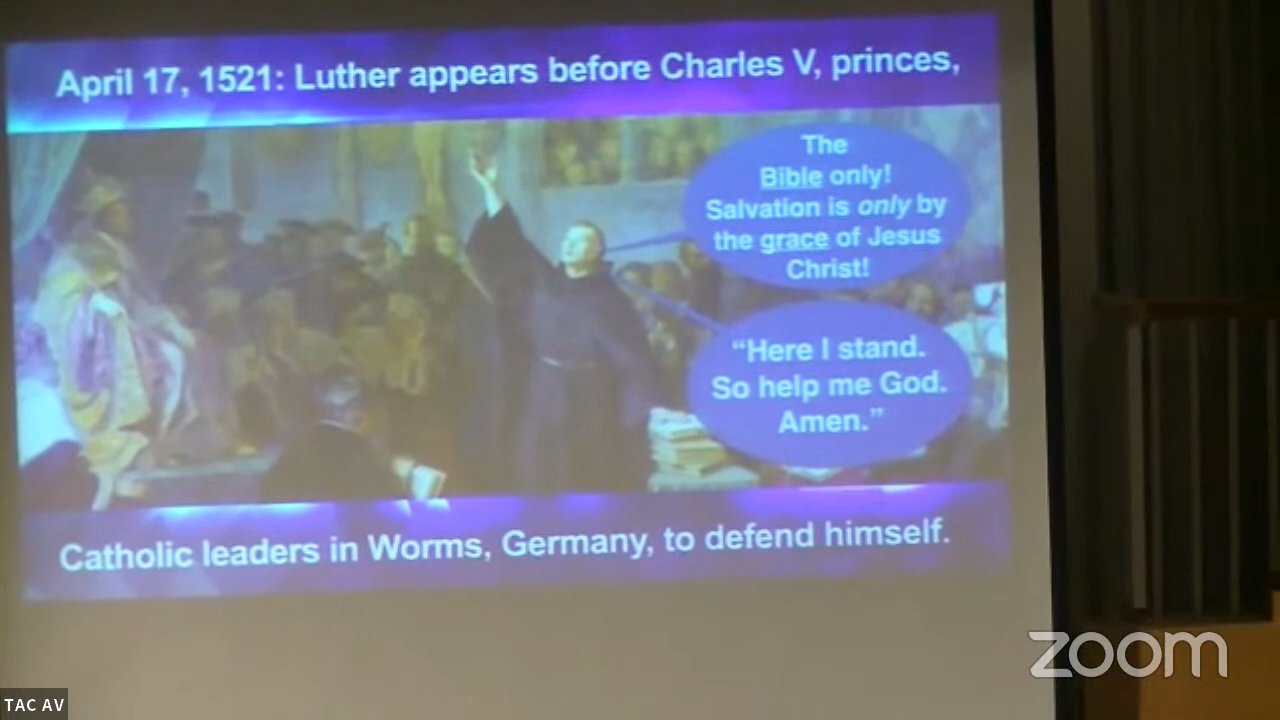 April 17, 1521: Luther appears before Charles V, princes,
The
Bible only!
Salvation is only by
the grace of Jesus
Christ!
“Here I stand.
So help me God.
Amen.”
Catholic leaders in Worms, Germany, to defend himself.
zoom
TAC AV